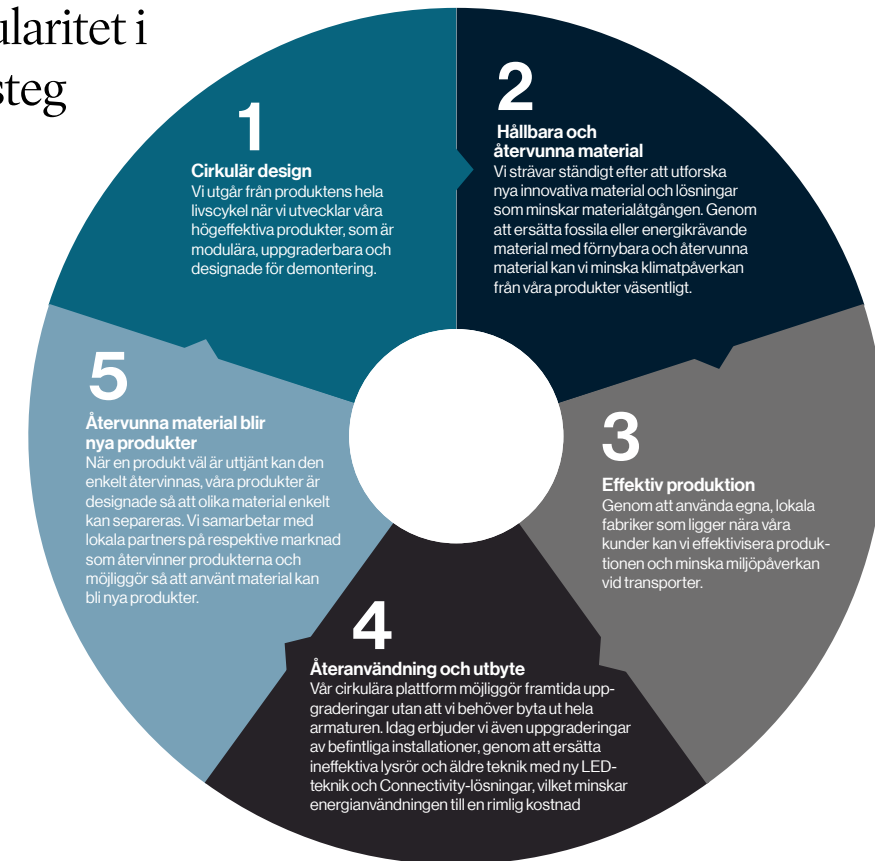 ularitet i
steg
1
Cirkulär design
Vi utgår från produktens hela
livscykel när vi utvecklar våra
högeffektiva produkter, som är
modulära, uppgraderbara och
designade för demontering.
2
Hållbara och
återvunna material
Vi strävar ständigt efter att utforska
nya innovativa material och lösningar
som minskar materialåtgången. Genom
att ersätta fossila eller energikrävande
material med förnybara och återvunna
material kan vi minska klimatpåverkan
från våra produkter väsentligt.
3
Effektiv produktion
Genom att använda egna, lokala
fabriker som ligger nära våra
kunder kan vi effektivisera produk-
tionen och minska miljöpåverkan
vid transporter.
4
Återanvändning och utbyte
Vår cirkulära plattform möjliggör framtida upp-
graderingar utan att vi behöver byta ut hela
armaturen. Idag erbjuder vi även uppgraderingar
av befintliga installationer, genom att ersätta
ineffektiva lysrör och äldre teknik med ny LED-
teknik och Connectivity-lösningar, vilket minskar
energianvändningen till en rimlig kostnad
5
Återvunna material blir
nya produkter
När en produkt väl är uttjänt kan den
enkelt återvinnas, våra produkter är
designade så att olika material enkelt
kan separeras. Vi samarbetar med
lokala partners på respektive marknad
som återvinner produkterna och
möjliggör så att använt material kan
bli nya produkter.